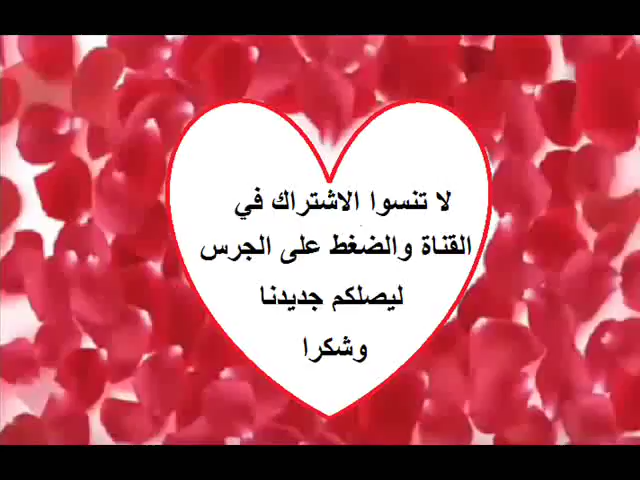 لا تنسوا الاشتراك في
القناة والضغط على الجرس
ليصلكم جديدنا
وشكرا